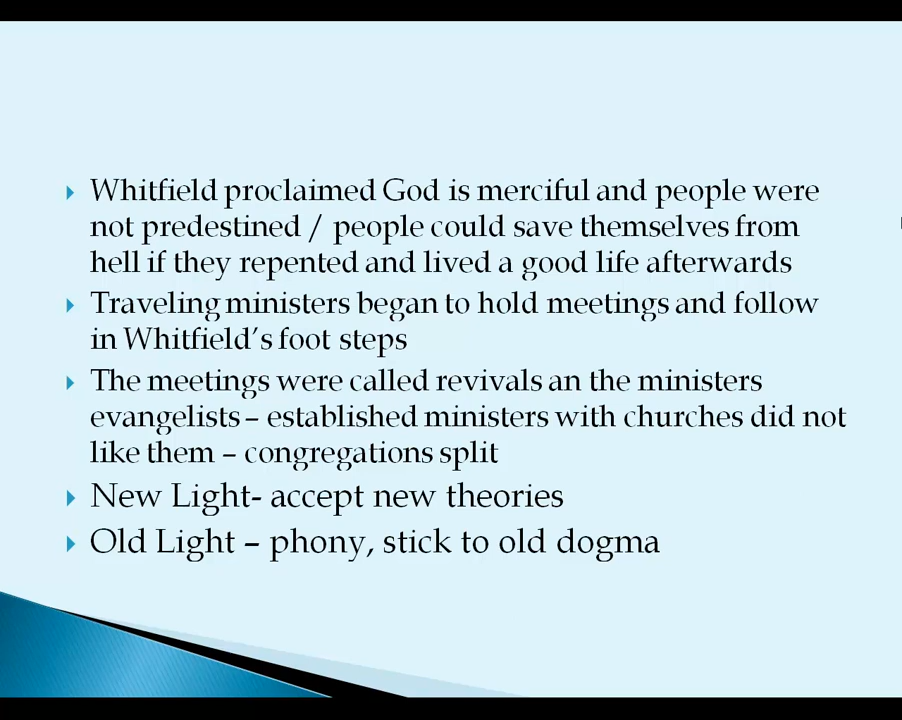 Whitfield proclaimed God is merciful and people were
not predestined / people could save themselves from
hell if they repented and lived a good life afterwards
Traveling ministers began to hold meetings and follow
in Whitfield's foot steps
The meetings were called revivals an the ministers
evangelists – established ministers with churches did not
like them – congregations split
New Light- accept new theories
Old Light – phony, stick to old dogma